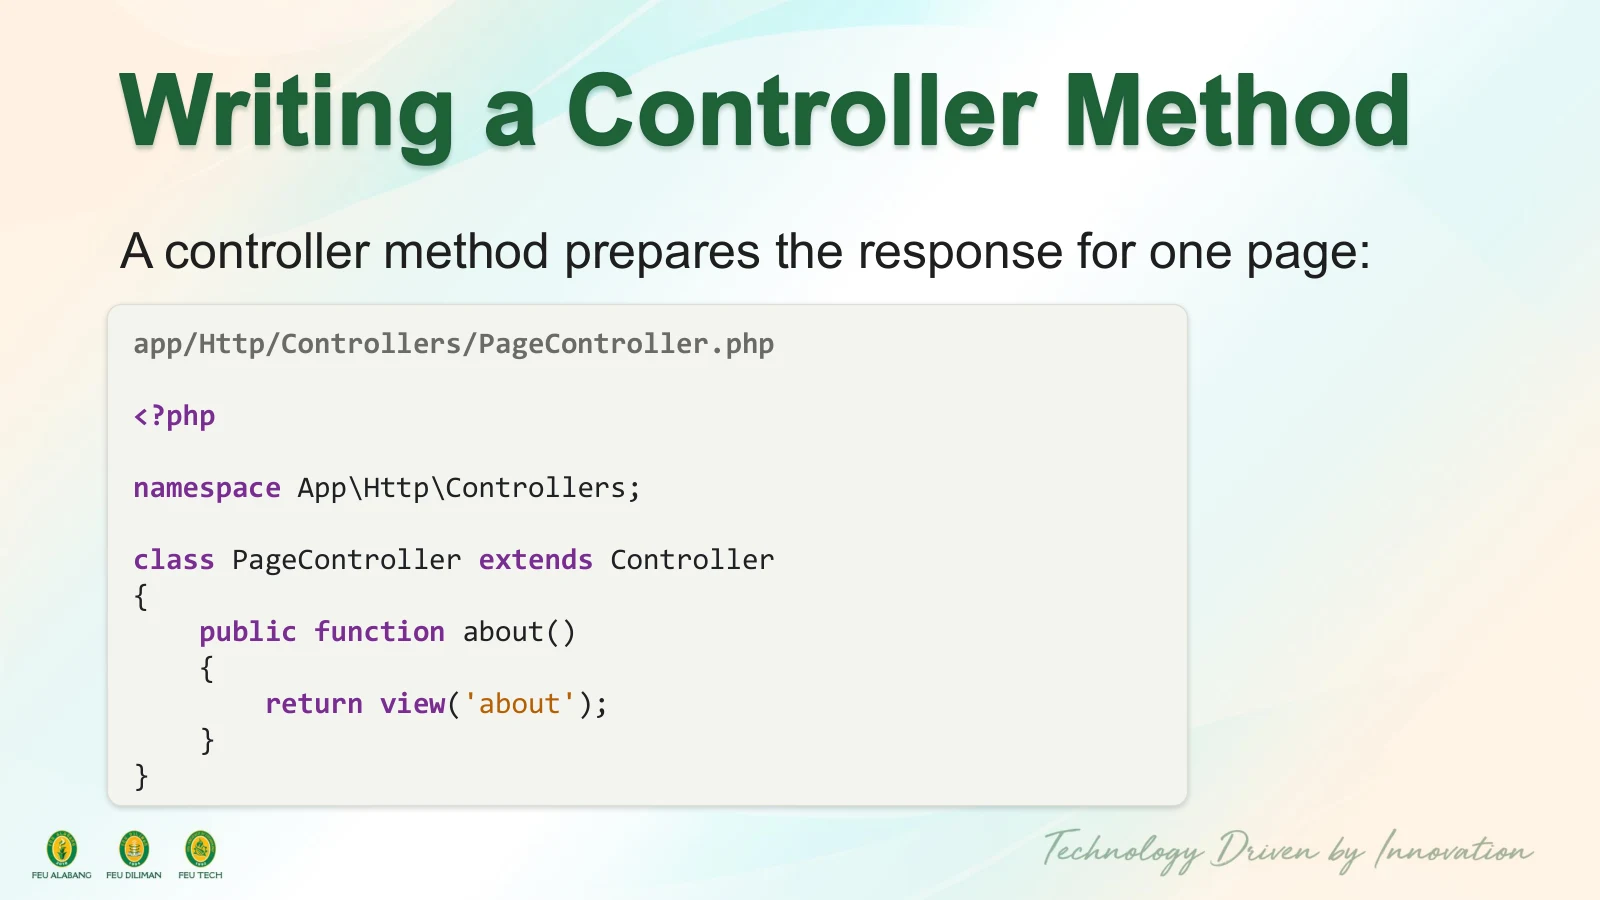 Writing a Controller Method
A controller method prepares the response for one page:
app/Http/Controllers/PageController.php
<?php
namespace App\Http\Controllers;
class PageController extends Controller
{
    public function about()
    {
        return view('about');
    }
}
FEU ALABANG FEU DILIMAN FEU TECH
Technology Driven by Innovation